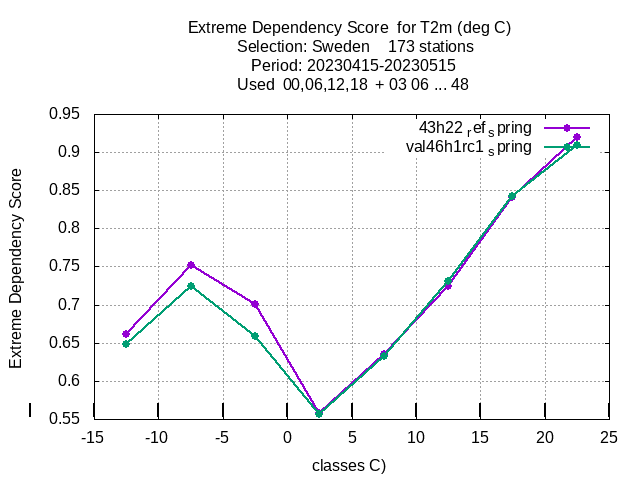 Extreme Dependency Score for T2m (deg C)
Selection: Sweden 173 stations
Period: 20230415-20230515
Used 00,06,12,18 + 03 06 ... 48
43h22ref_spring
val46h1rc1spring
Extreme Dependency Score
0.95
0.9
0.85
0.8
0.75
0.7
0.65
0.6
0.55
-15 -10 -5 0 5 10 15 20 25
classes C)